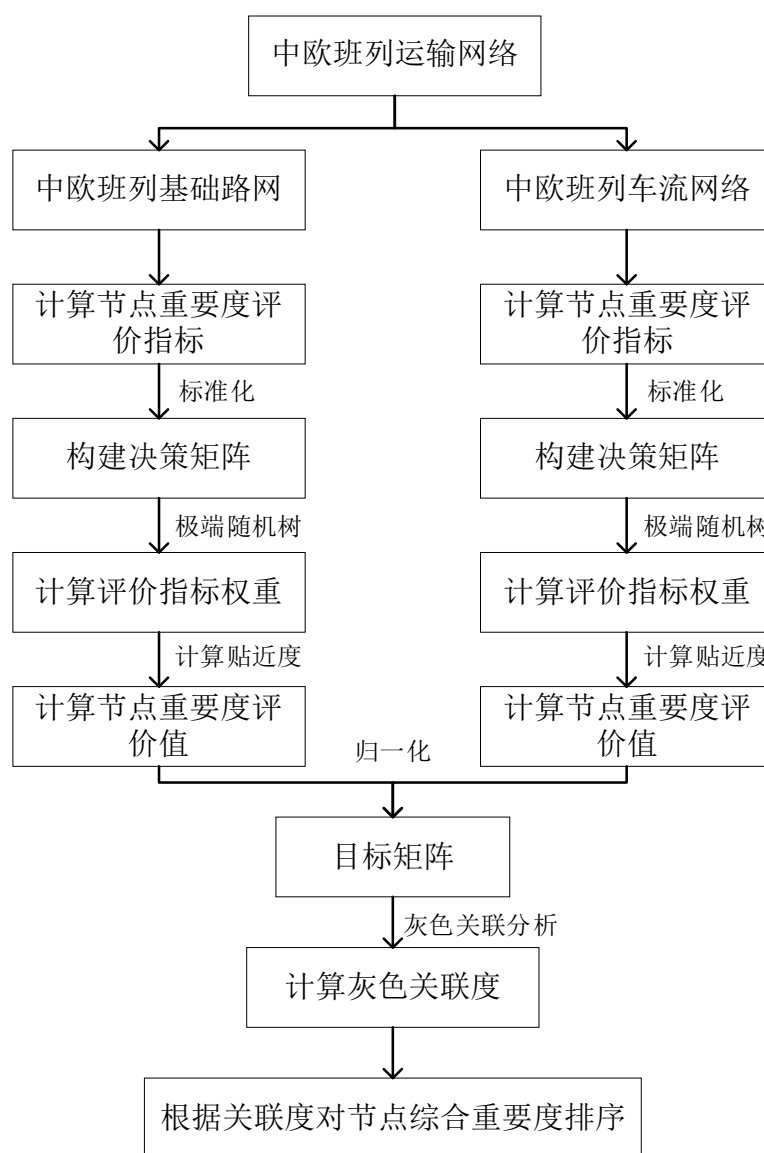 中欧班列运输网络
中欧班列基础路网
中欧班列车流网络
计算节点重要度评
价指标
计算节点重要度评
价指标
标准化
标准化
构建决策矩阵
构建决策矩阵
极端随机树
极端随机树
计算评价指标权重
计算评价指标权重
计算贴近度
计算贴近度
计算节点重要度评
价值
计算节点重要度评
价值
归一化
目标矩阵
灰色关联分析
计算灰色关联度
根据关联度对节点综合重要度排序